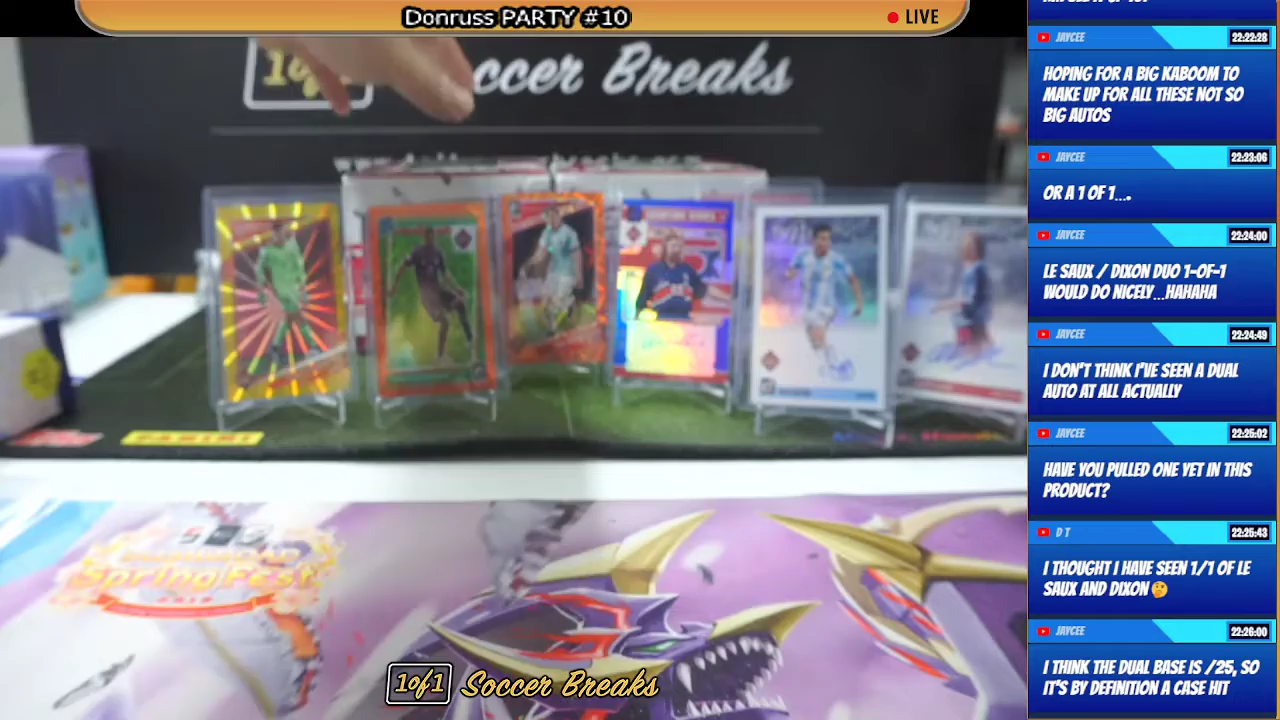 Donruss PARTY #10
LIVE
1of1 Soccer Breaks
PANINI
SpringFest
1of1 Soccer Breaks
JAYCEE 22:22:28
HOPING FOR A BIG KABOOM TO
MAKE UP FOR ALL THESE NOT SO
BIG AUTOS
JAYCEE 22:23:06
OR A 1 OF 1....
JAYCEE 22:24:00
LE SAUX / DIXON DUO 1-OF-1
WOULD DO NICELY...HAHAHA
JAYCEE 22:24:49
I DON'T THINK I'VE SEEN A DUAL
AUTO AT ALL ACTUALLY
JAYCEE 22:25:02
HAVE YOU PULLED ONE YET IN THIS
PRODUCT?
D T 22:25:43
I THOUGHT I HAVE SEEN 1/1 OF LE
SAUX AND DIXON🤔
JAYCEE 22:26:00
I THINK THE DUAL BASE IS /25, SO
IT'S BY DEFINITION A CASE HIT